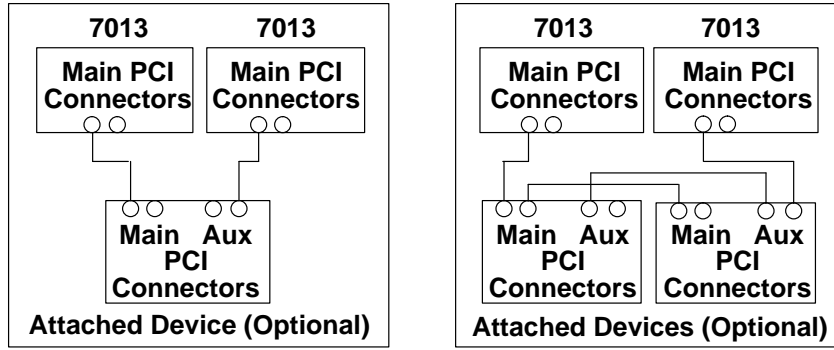 7013
7013
Main PCI
Connectors
Main PCI
Connectors
Main Aux
PCI
Connectors
Attached Device (Optional)
7013
7013
Main PCI
Connectors
Main PCI
Connectors
Main Aux
PCI
Connectors
Main Aux
PCI
Connectors
Attached Devices (Optional)